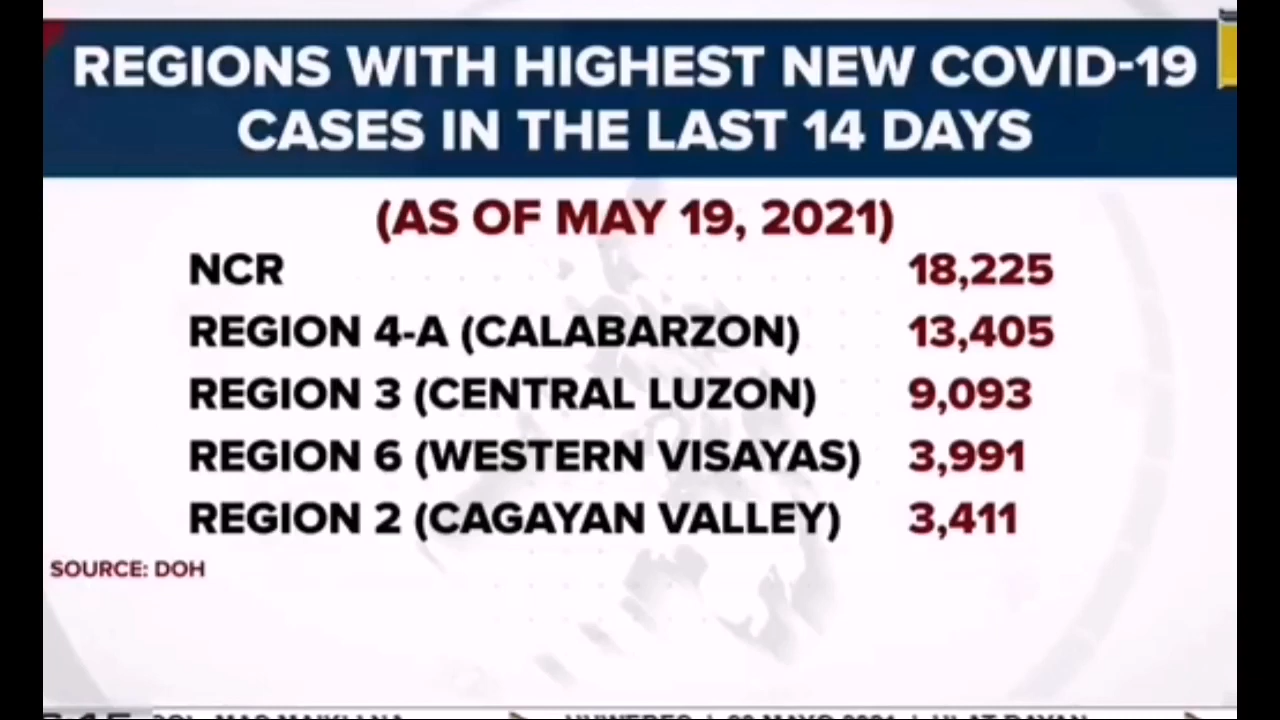 REGIONS WITH HIGHEST NEW COVID-19
CASES IN THE LAST 14 DAYS
(AS OF MAY 19, 2021)
NCR 18,225
REGION 4-A (CALABARZON) 13,405
REGION 3 (CENTRAL LUZON) 9,093
REGION 6 (WESTERN VISAYAS) 3,991
REGION 2 (CAGAYAN VALLEY) 3,411
SOURCE: DOH